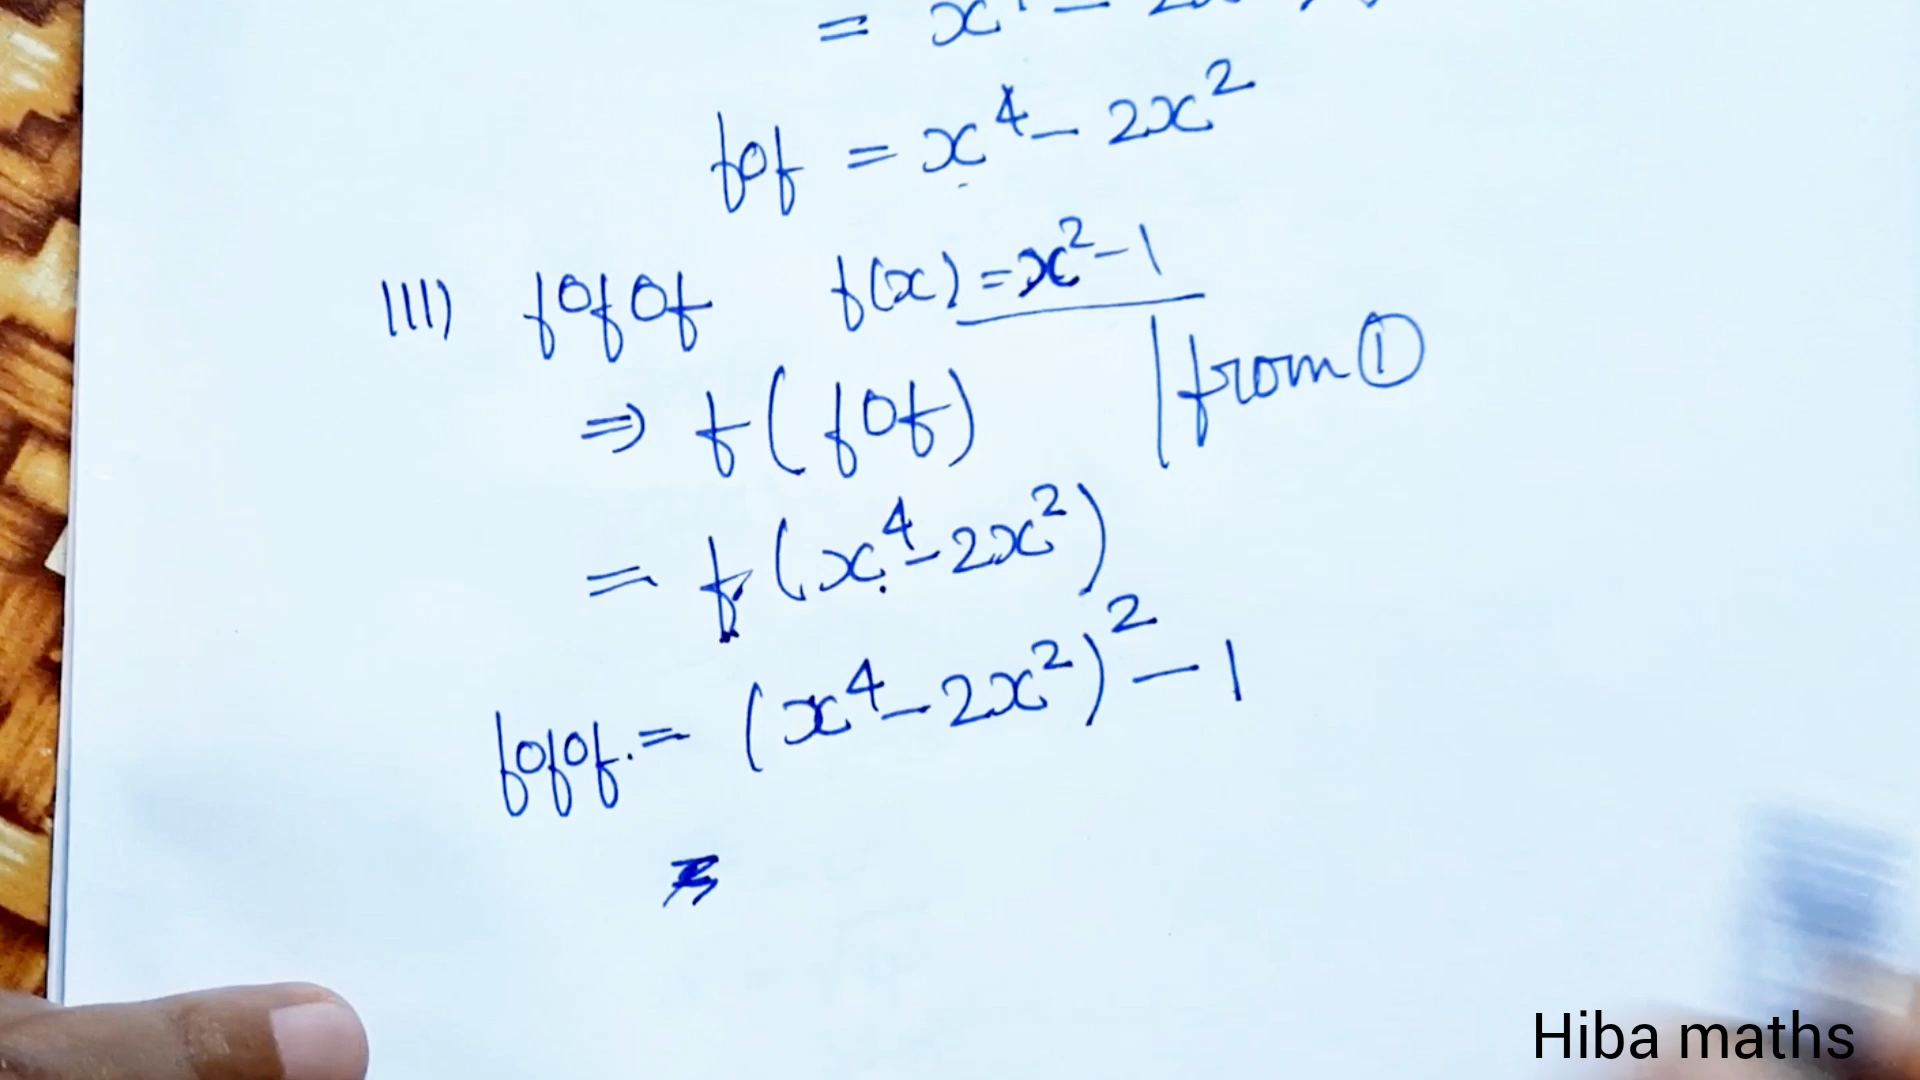 fof = x⁴ - 2x²
III) fofof f(x) = x² - 1
⇒ f(fof) | from ①
= f(x⁴ - 2x²)
fofof. = (x⁴ - 2x²)² - 1
Hiba maths